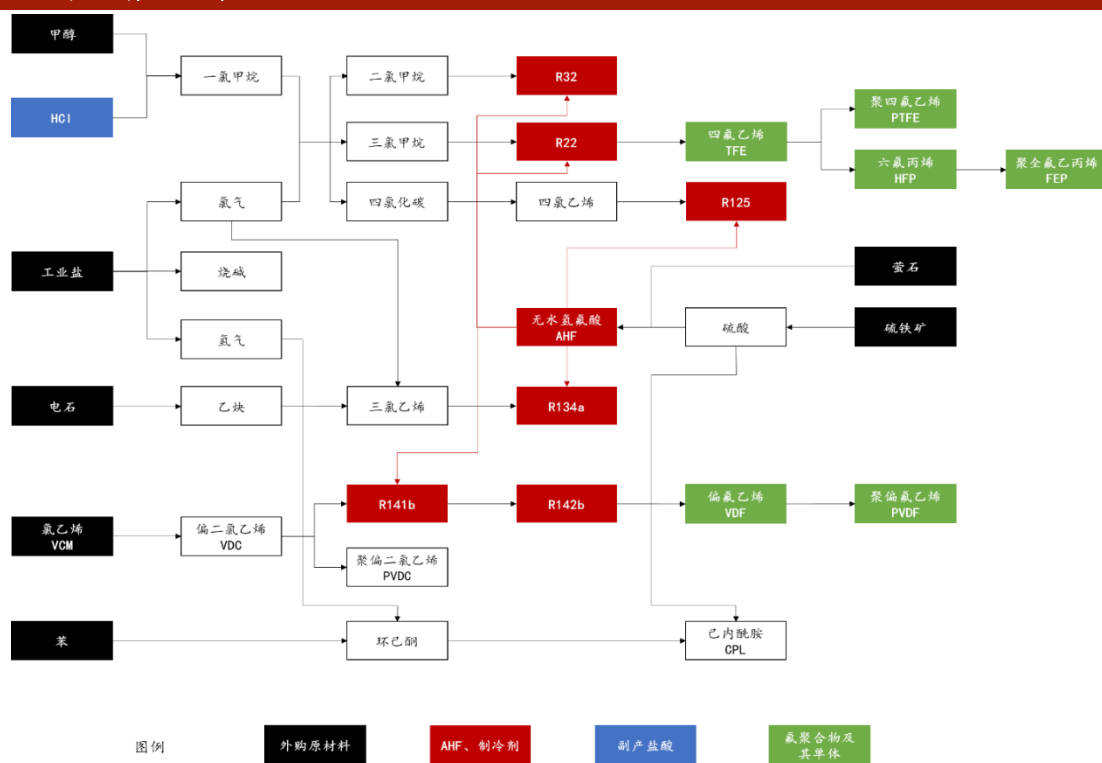 甲醇
HCl
一氯甲烷
二氯甲烷
R32
三氯甲烷
R22
四氟乙烯
TFE
聚四氟乙烯
PTFE
六氟丙烯
HFP
聚全氟乙丙烯
FEP
氯气
四氯化碳
四氯乙烯
R125
工业盐
烧碱
萤石
氢气
无水氢氟酸
AHF
硫酸
硫铁矿
电石
乙炔
三氯乙烯
R134a
R141b
R142b
偏氟乙烯
VDF
聚偏氟乙烯
PVDF
氯乙烯
VCM
偏二氯乙烯
VDC
聚偏二氯乙烯
PVDC
苯
环己酮
己内酰胺
CPL
图例
外购原材料
AHF、制冷剂
副产盐酸
氟聚合物及
其单体